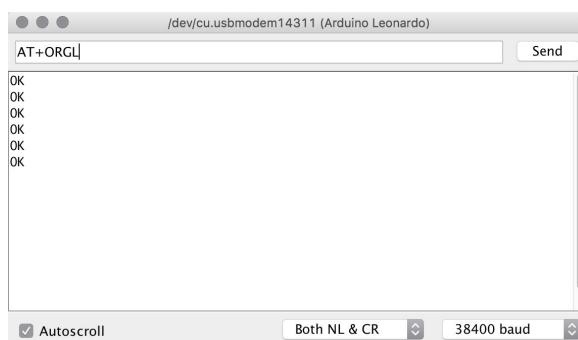 /dev/cu.usbmodem14311 (Arduino Leonardo)
AT+ORGL
Send
OK
OK
OK
OK
OK
OK
Autoscroll
Both NL & CR
38400 baud